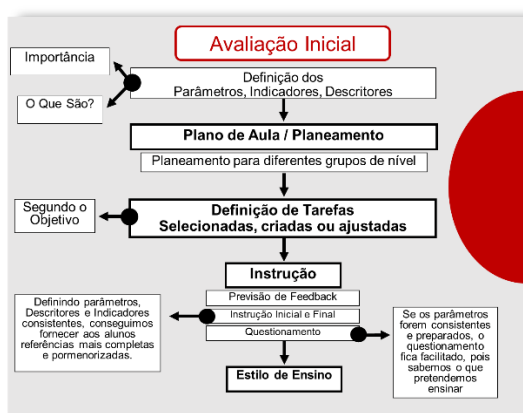 Avaliação Inicial
Importância
O Que São?
Definição dos
Parâmetros, Indicadores, Descritores
Plano de Aula / Planeamento
Planeamento para diferentes grupos de nível
Segundo o
Objetivo
Definição de Tarefas
Selecionadas, criadas ou ajustadas
Instrução
Previsão de Feedback
Instrução Inicial e Final
Questionamento
Definindo parâmetros,
Descritores e Indicadores
consistentes, conseguimos
fornecer aos alunos
referências mais completas
e pormenorizadas.
Se os parâmetros
forem consistentes
e preparados, o
questionamento
fica facilitado, pois
sabemos o que
pretendemos
ensinar
Estilo de Ensino